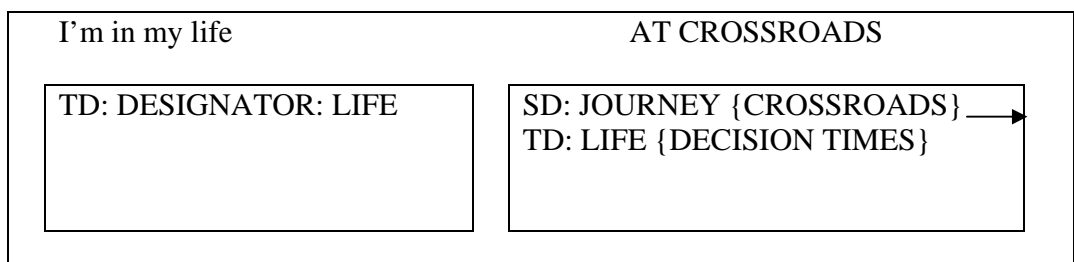 I'm in my life AT CROSSROADS
TD: DESIGNATOR: LIFE
SD: JOURNEY {CROSSROADS}
TD: LIFE {DECISION TIMES}